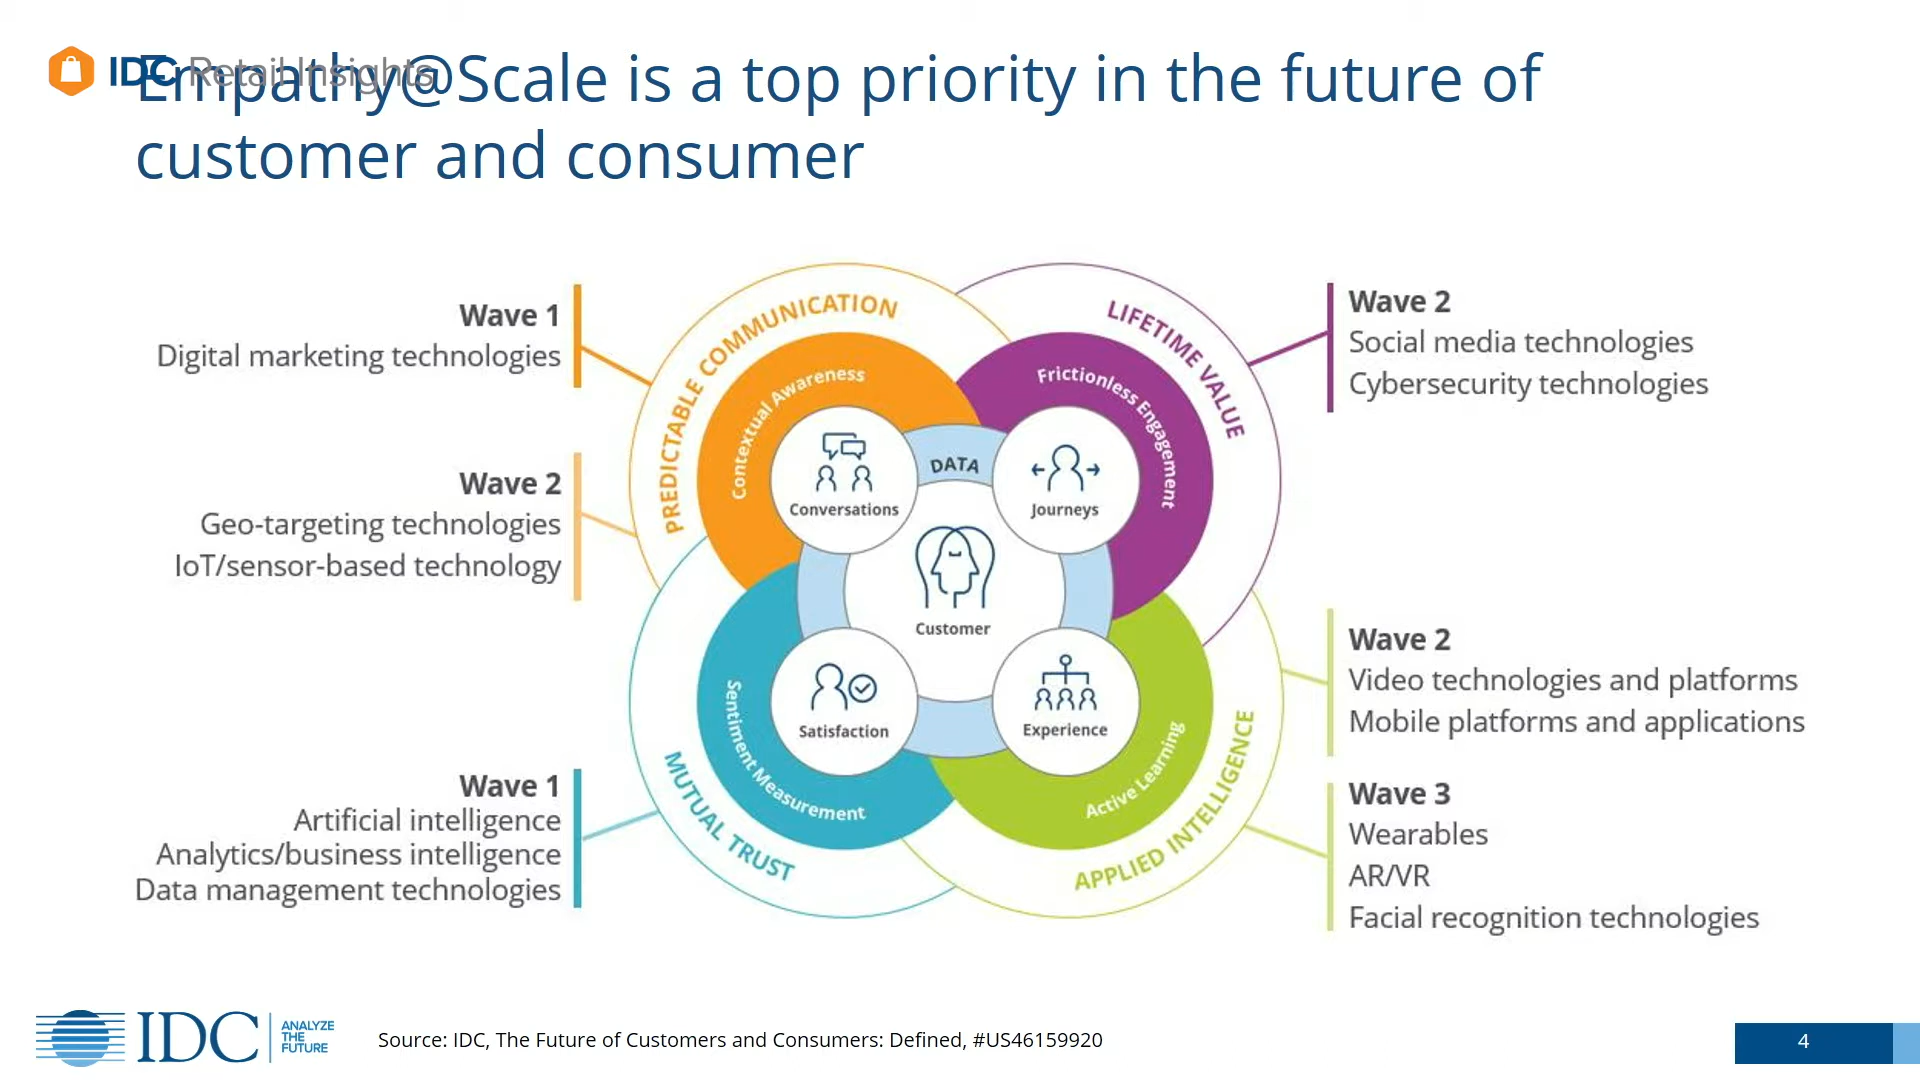 IDC Retail Insights
Empathy@Scale is a top priority in the future of
customer and consumer
Wave 1
Digital marketing technologies
Wave 2
Geo-targeting technologies
IoT/sensor-based technology
Wave 1
Artificial intelligence
Analytics/business intelligence
Data management technologies
PREDICTABLE COMMUNICATION
Contextual Awareness
Conversations
LIFETIME VALUE
Frictionless Engagement
Journeys
DATA
Customer
MUTUAL TRUST
Sentiment Measurement
Satisfaction
APPLIED INTELLIGENCE
Active Learning
Experience
Wave 2
Social media technologies
Cybersecurity technologies
Wave 2
Video technologies and platforms
Mobile platforms and applications
Wave 3
Wearables
AR/VR
Facial recognition technologies
IDC
ANALYZE
THE
FUTURE
Source: IDC, The Future of Customers and Consumers: Defined, #US46159920
4